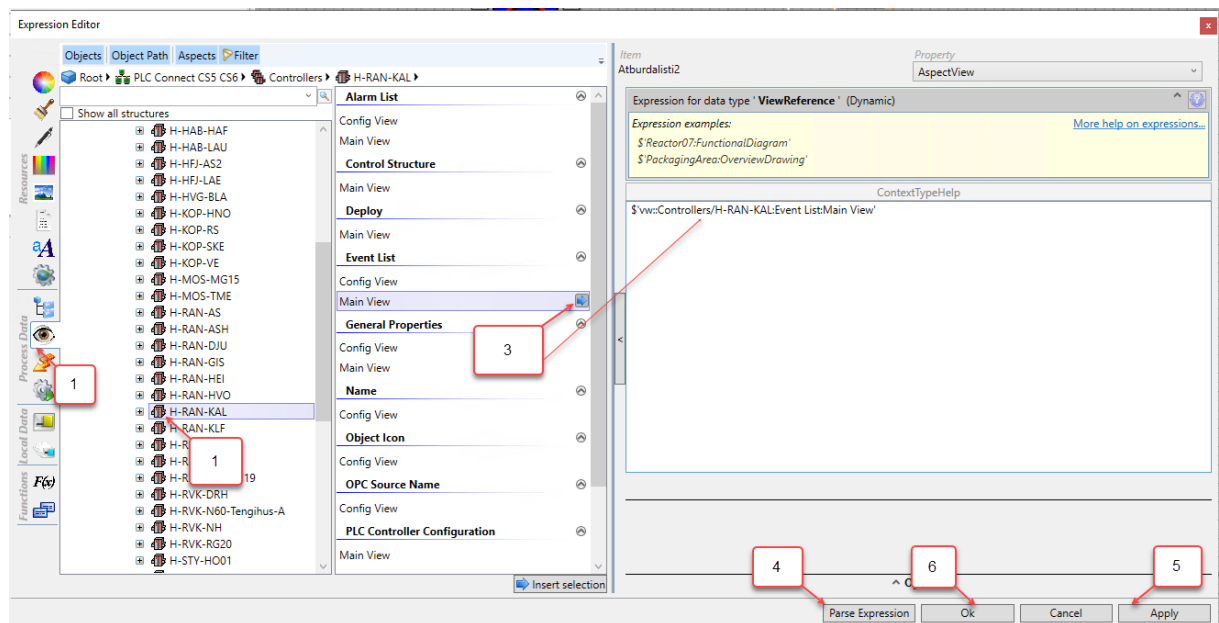 Expression Editor
x
Objects Object Path Aspects Filter
Root PLC Connect CS5 CS6 Controllers H-RAN-KAL
Show all structures
H-HAB-HAF
H-HAB-LAU
H-HFJ-AS2
H-HFJ-LAE
H-HVG-BLA
H-KOP-HNO
H-KOP-RS
H-KOP-SKE
H-KOP-VE
H-MOS-MG15
H-MOS-TME
H-RAN-AS
H-RAN-ASH
H-RAN-DJU
H-RAN-GIS
H-RAN-HEI
H-RAN-HVO
H-RAN-KAL
H-RAN-KLF
19
H-RVK-DRH
H-RVK-N60-Tengihus-A
H-RVK-NH
H-RVK-RG20
H-STY-HO01
Resources
Process Data
Local Data
Functions
aA
F(x)
1
1
Alarm List
Config View
Main View
Control Structure
Main View
Deploy
Main View
Event List
Config View
Main View
General Properties
Config View
Main View
Name
Config View
Object Icon
Config View
OPC Source Name
Config View
PLC Controller Configuration
Main View
Insert selection
3
<
Item
Atburdalisti2
Property
AspectView
Expression for data type ' ViewReference ' (Dynamic)
Expression examples:
More help on expressions...
$'Reactor07:FunctionalDiagram'
$'PackagingArea:OverviewDrawing'
ContextTypeHelp
$'vw::Controllers/H-RAN-KAL:Event List:Main View'
4
6
5
Parse Expression
Ok
Cancel
Apply